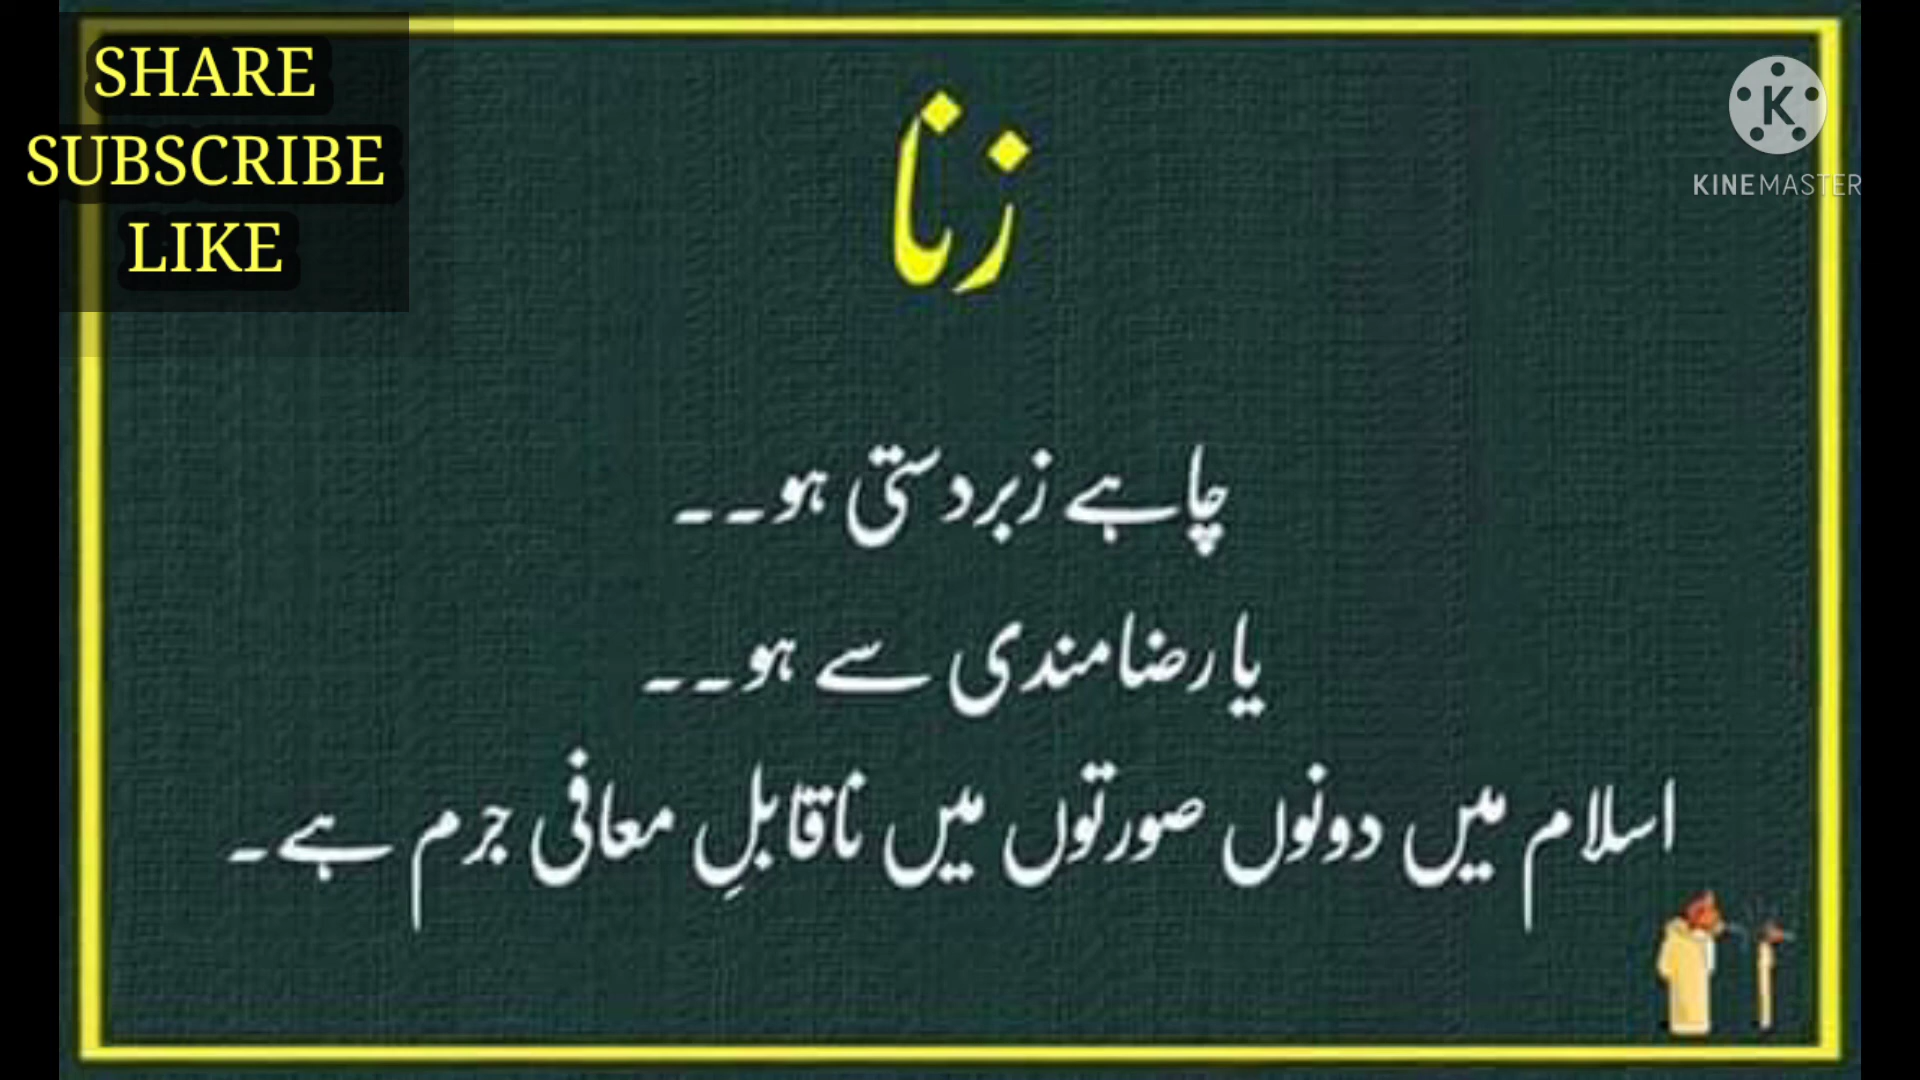 SHARE
SUBSCRIBE
LIKE
KINEMASTER
زنا
چاہے زبردستی ہو۔۔
یا رضامندی سے ہو۔۔
اسلام میں دونوں صورتوں میں ناقابلِ معافی جرم ہے۔